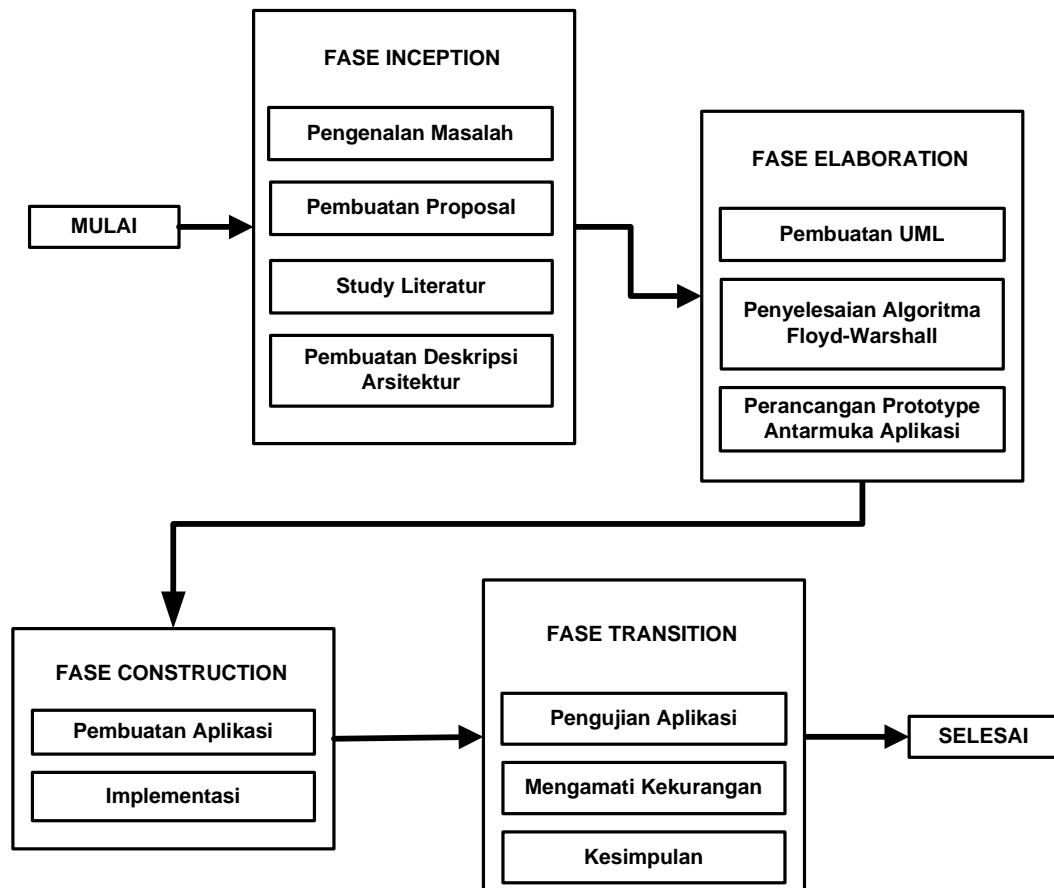 MULAI
FASE INCEPTION
Pengenalan Masalah
Pembuatan Proposal
Study Literatur
Pembuatan Deskripsi
Arsitektur
FASE ELABORATION
Pembuatan UML
Penyelesaian Algoritma
Floyd-Warshall
Perancangan Prototype
Antarmuka Aplikasi
FASE CONSTRUCTION
Pembuatan Aplikasi
Implementasi
FASE TRANSITION
Pengujian Aplikasi
Mengamati Kekurangan
Kesimpulan
SELESAI